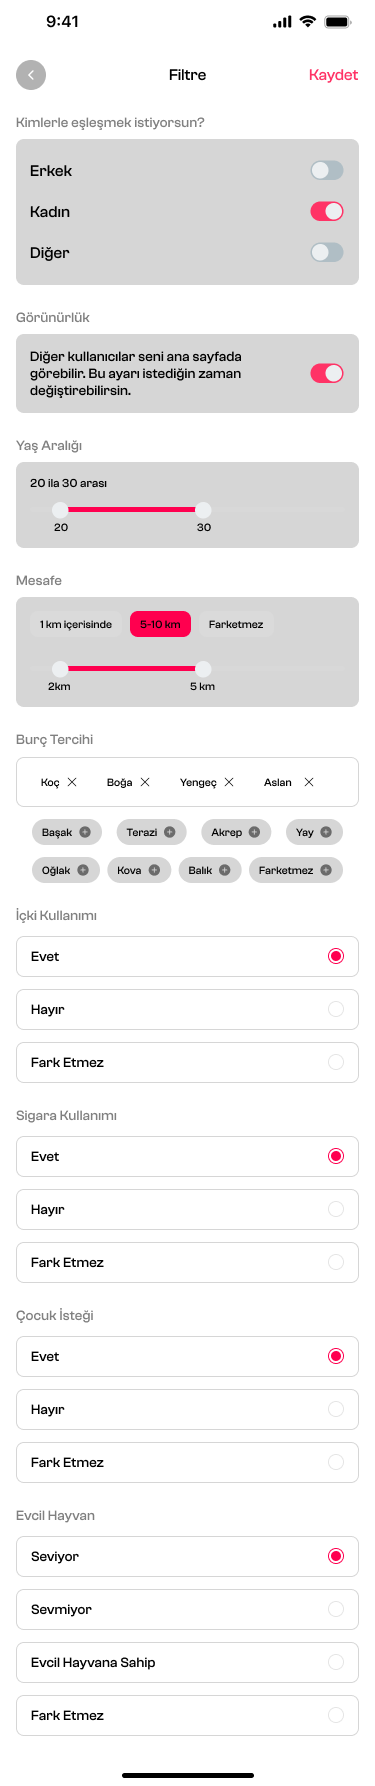 9:41
Filtre
Kaydet
Kimlerle eşleşmek istiyorsun?
Erkek
Kadın
Diğer
Görünürlük
Diğer kullanıcılar seni ana sayfada
görebilir. Bu ayarı istediğin zaman
değiştirebilirsin.
Yaş Aralığı
20 ila 30 arası
20 30
Mesafe
1 km içerisinde 5-10 km Farketmez
2km 5 km
Burç Tercihi
Koç Boğa Yengeç Aslan
Başak Terazi Akrep Yay
Oğlak Kova Balık Farketmez
İçki Kullanımı
Evet
Hayır
Fark Etmez
Sigara Kullanımı
Evet
Hayır
Fark Etmez
Çocuk İsteği
Evet
Hayır
Fark Etmez
Evcil Hayvan
Seviyor
Sevmiyor
Evcil Hayvana Sahip
Fark Etmez